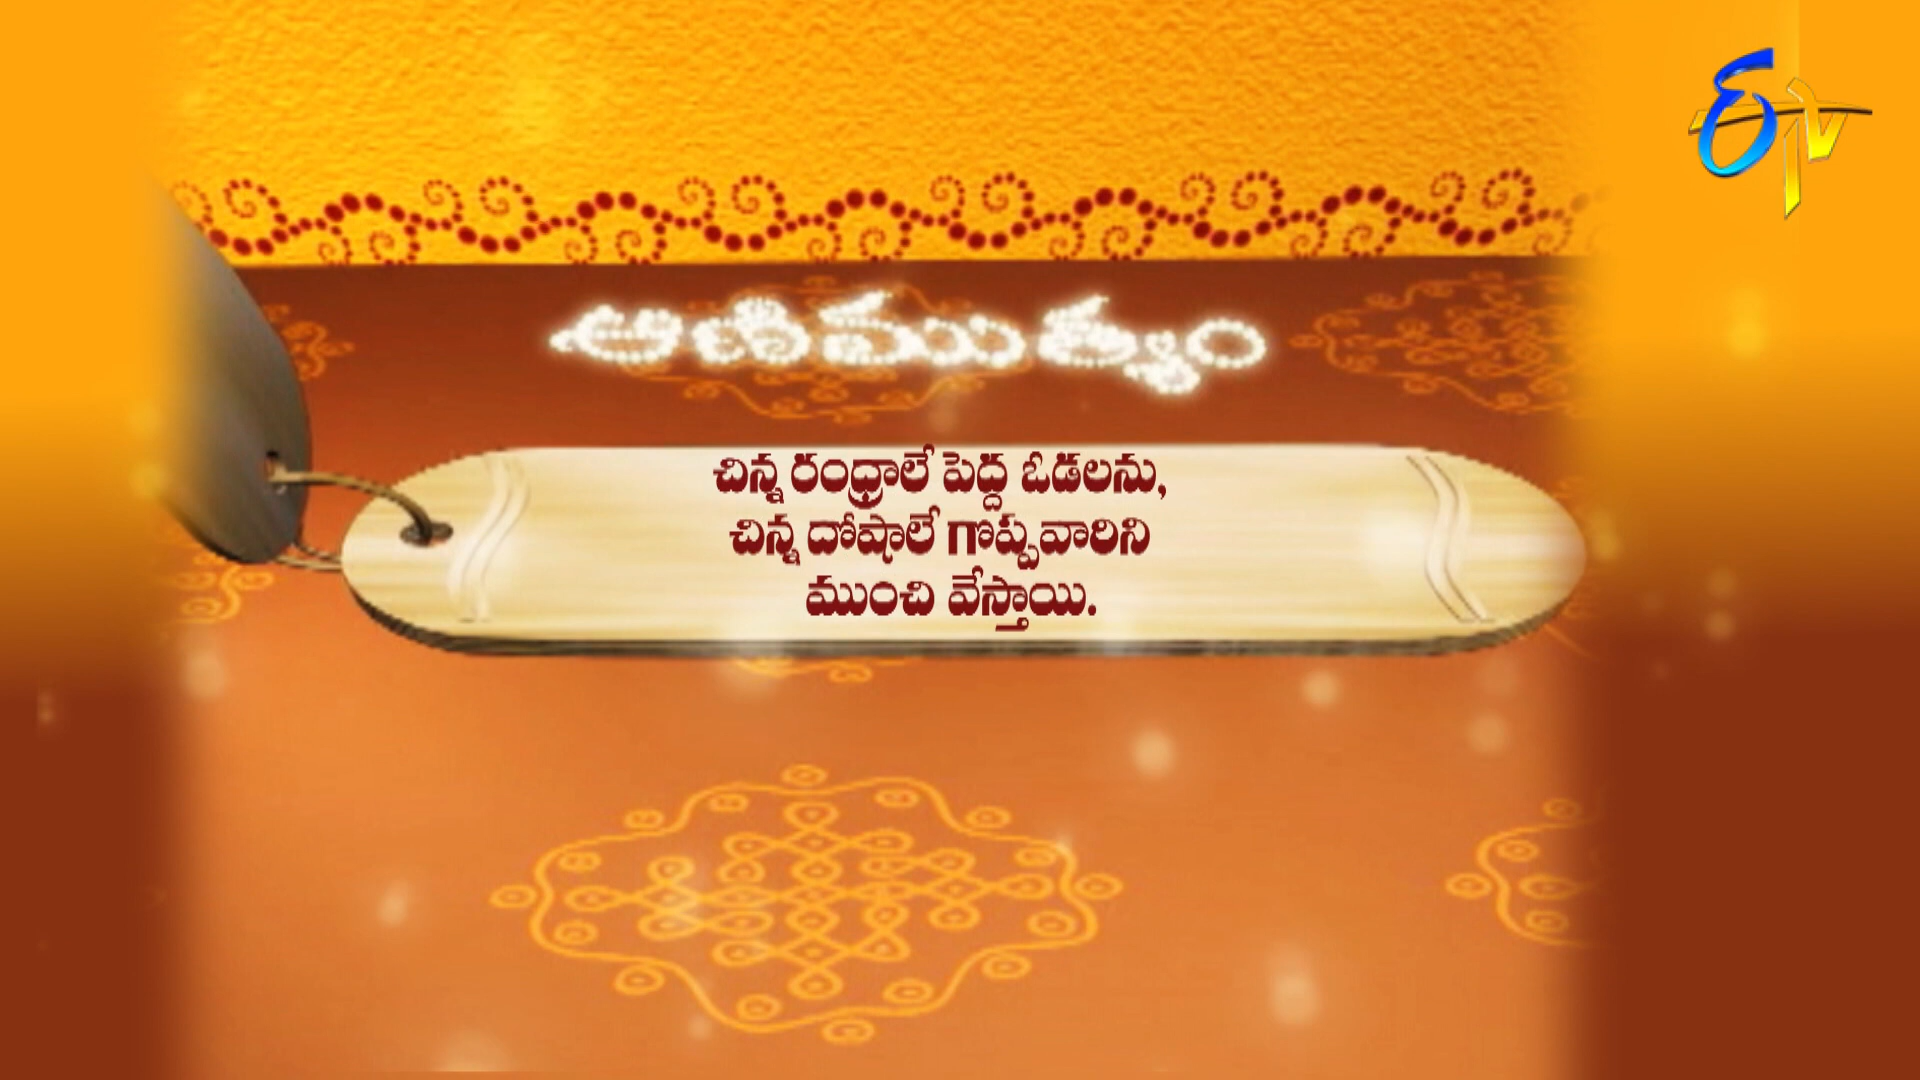 ETV
ఆణిముత్యం
చిన్న రంధ్రాలే పెద్ద ఓడలను,
చిన్న దోషాలే గొప్పవారిని
ముంచి వేస్తాయి.